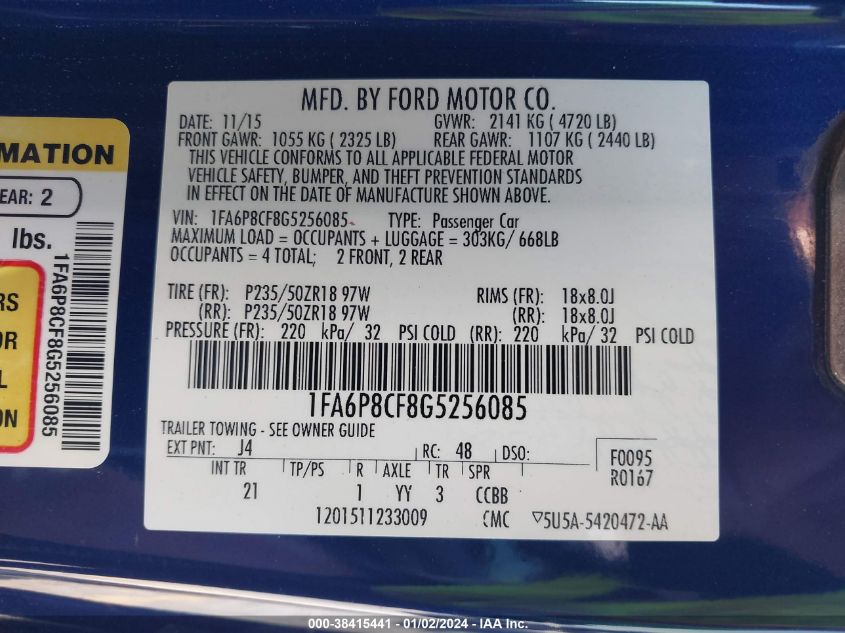 MFD. BY FORD MOTOR CO.
DATE: 11/15 GVWR: 2141 KG ( 4720 LB)
FRONT GAWR: 1055 KG ( 2325 LB) REAR GAWR: 1107 KG ( 2440 LB)
THIS VEHICLE CONFORMS TO ALL APPLICABLE FEDERAL MOTOR
VEHICLE SAFETY, BUMPER, AND THEFT PREVENTION STANDARDS
IN EFFECT ON THE DATE OF MANUFACTURE SHOWN ABOVE.
VIN: 1FA6P8CF8G5256085 TYPE: Passenger Car
MAXIMUM LOAD = OCCUPANTS + LUGGAGE = 303KG/ 668LB
OCCUPANTS = 4 TOTAL; 2 FRONT, 2 REAR
TIRE (FR): P235/50ZR18 97W RIMS (FR): 18x8.0J
(RR): P235/50ZR18 97W (RR): 18x8.0J
PRESSURE (FR): 220 kPa/ 32 PSI COLD (RR): 220 kPa/ 32 PSI COLD
1FA6P8CF8G5256085
TRAILER TOWING - SEE OWNER GUIDE
EXT PNT: J4 RC: 48 DSO: F0095
R0167
INT TR TP/PS R AXLE TR SPR
21 1 YY 3 CCBB
1201511233009 CMC ▽5U5A-5420472-AA
MATION
EAR: 2
lbs.
RS
OR
L
ON
1FA6P8CF8G5256085
000-38415441 - 01/02/2024 - IAA Inc.